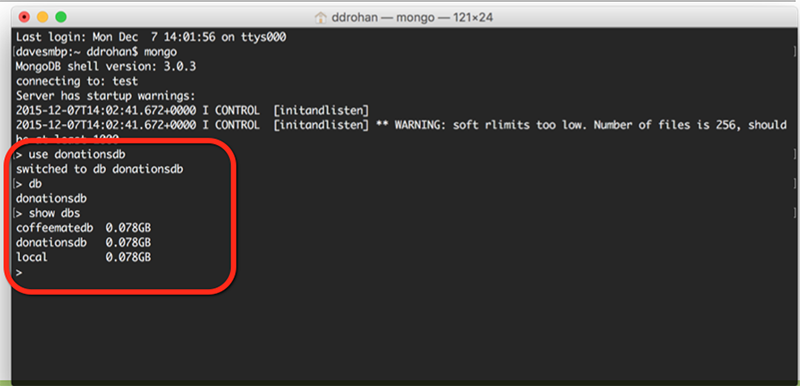 ddrohan — mongo — 121×24
Last login: Mon Dec  7 14:01:56 on ttys000
[davesmbp:~ ddrohan$ mongo ]
MongoDB shell version: 3.0.3
connecting to: test
Server has startup warnings:
2015-12-07T14:02:41.672+0000 I CONTROL  [initandlisten]
2015-12-07T14:02:41.672+0000 I CONTROL  [initandlisten] ** WARNING: soft rlimits too low. Number of files is 256, should
be at least 1000
[> use donationsdb ]
switched to db donationsdb
[> db ]
donationsdb
[> show dbs ]
coffeematedb  0.078GB
donationsdb   0.078GB
local         0.078GB
>